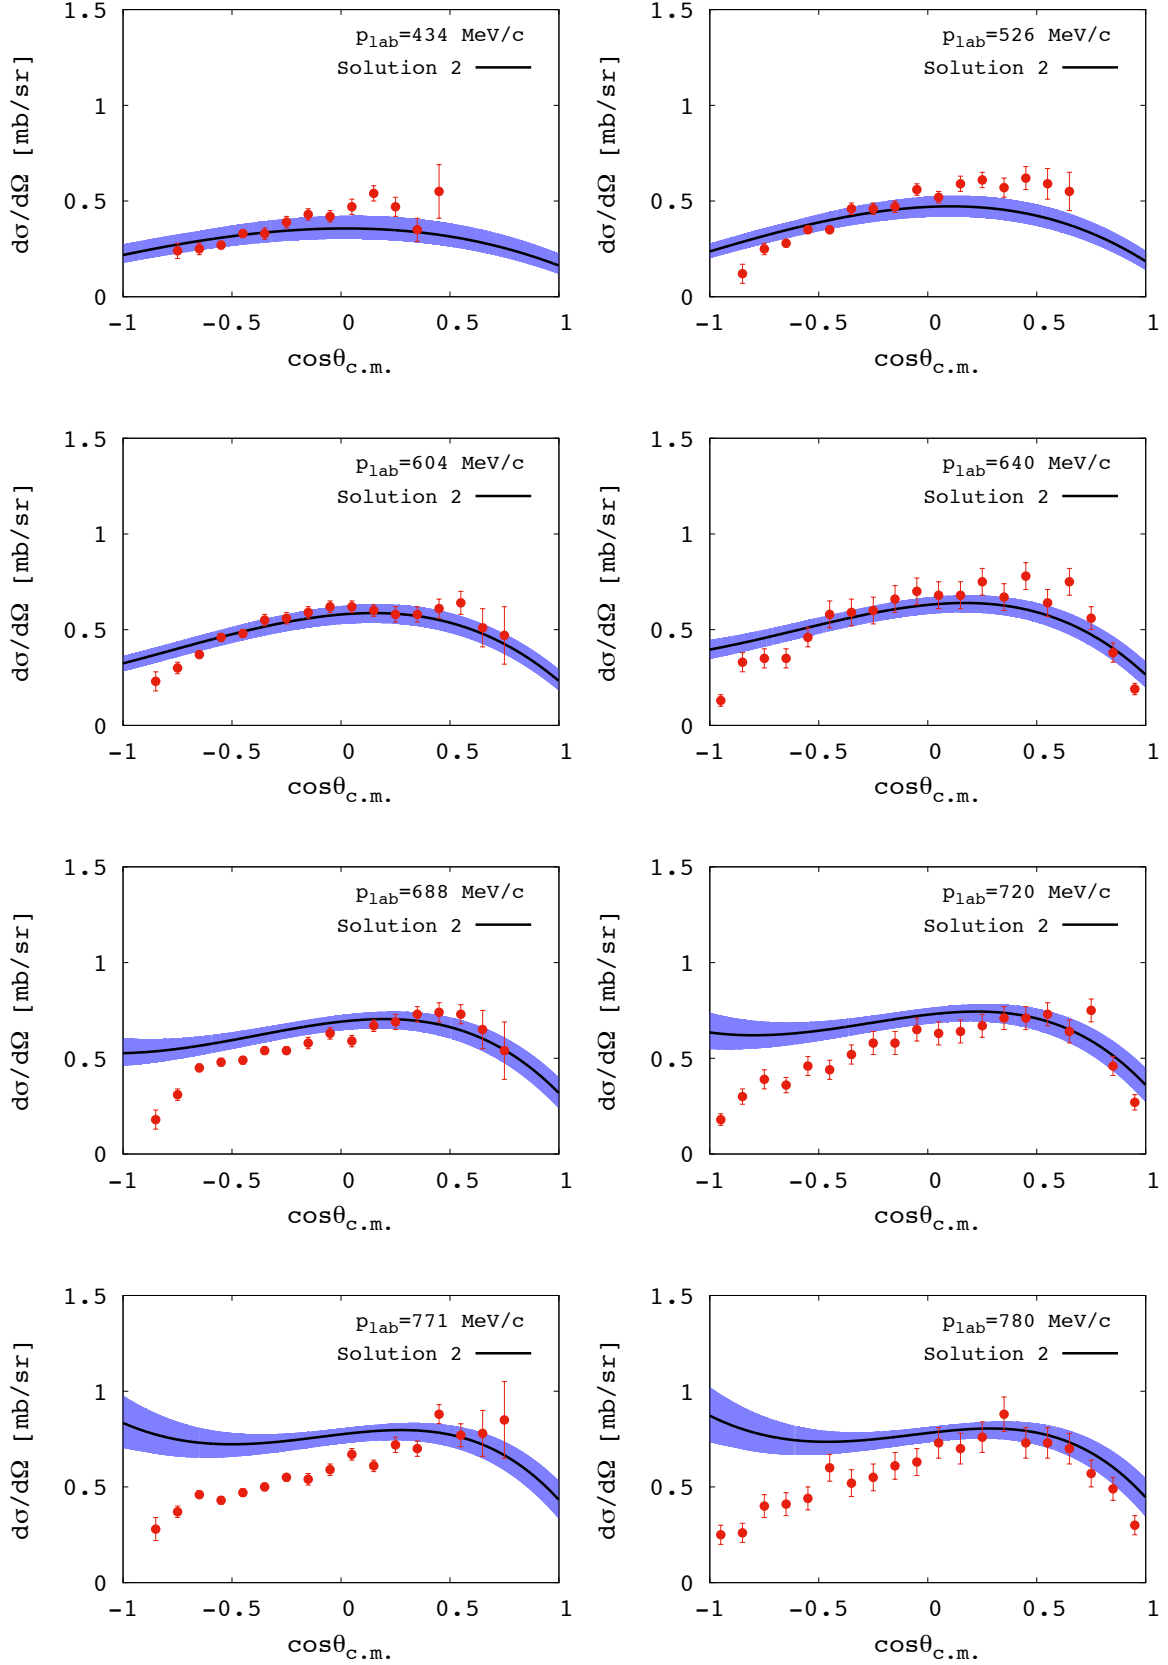 dσ/dΩ [mb/sr]
1.5
1
0.5
0
p_lab=434 MeV/c
Solution 2
−1
−0.5
0
0.5
1
cosθ_c.m.
dσ/dΩ [mb/sr]
1.5
1
0.5
0
p_lab=526 MeV/c
Solution 2
−1
−0.5
0
0.5
1
cosθ_c.m.
dσ/dΩ [mb/sr]
1.5
1
0.5
0
p_lab=604 MeV/c
Solution 2
−1
−0.5
0
0.5
1
cosθ_c.m.
dσ/dΩ [mb/sr]
1.5
1
0.5
0
p_lab=640 MeV/c
Solution 2
−1
−0.5
0
0.5
1
cosθ_c.m.
dσ/dΩ [mb/sr]
1.5
1
0.5
0
p_lab=688 MeV/c
Solution 2
−1
−0.5
0
0.5
1
cosθ_c.m.
dσ/dΩ [mb/sr]
1.5
1
0.5
0
p_lab=720 MeV/c
Solution 2
−1
−0.5
0
0.5
1
cosθ_c.m.
dσ/dΩ [mb/sr]
1.5
1
0.5
0
p_lab=771 MeV/c
Solution 2
−1
−0.5
0
0.5
1
cosθ_c.m.
dσ/dΩ [mb/sr]
1.5
1
0.5
0
p_lab=780 MeV/c
Solution 2
−1
−0.5
0
0.5
1
cosθ_c.m.